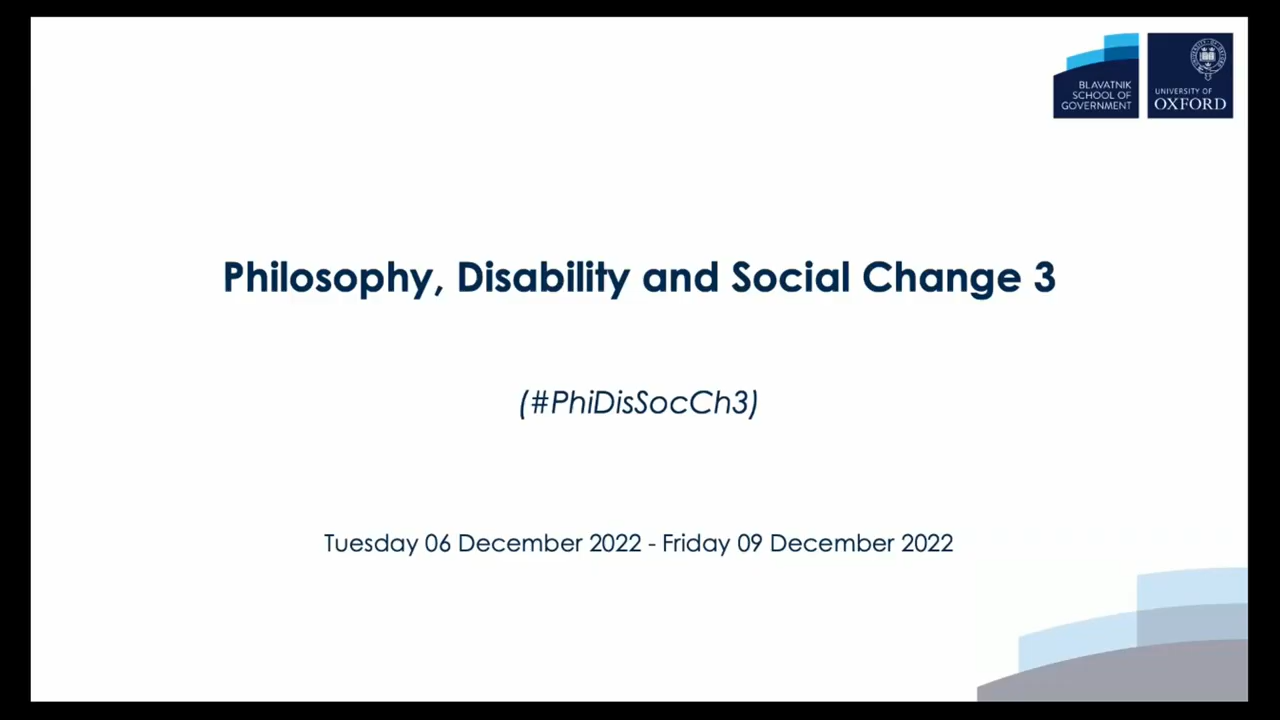 BLAVATNIK
SCHOOL OF
GOVERNMENT
UNIVERSITY OF
OXFORD
Philosophy, Disability and Social Change 3
(#PhiDisSocCh3)
Tuesday 06 December 2022 - Friday 09 December 2022